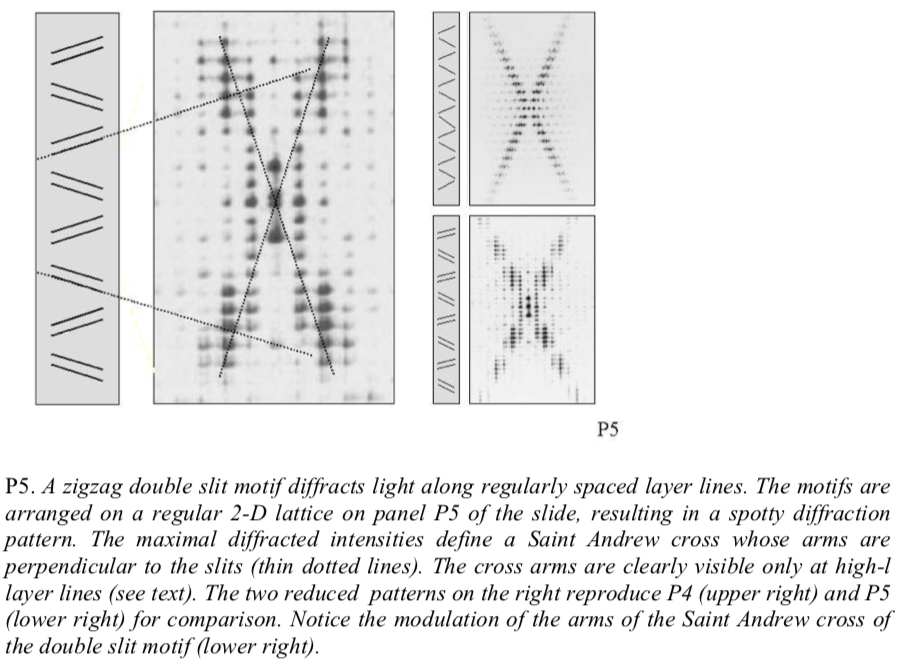 P5
P5. A zigzag double slit motif diffracts light along regularly spaced layer lines. The motifs are
arranged on a regular 2-D lattice on panel P5 of the slide, resulting in a spotty diffraction
pattern. The maximal diffracted intensities define a Saint Andrew cross whose arms are
perpendicular to the slits (thin dotted lines). The cross arms are clearly visible only at high-l
layer lines (see text). The two reduced patterns on the right reproduce P4 (upper right) and P5
(lower right) for comparison. Notice the modulation of the arms of the Saint Andrew cross of
the double slit motif (lower right).